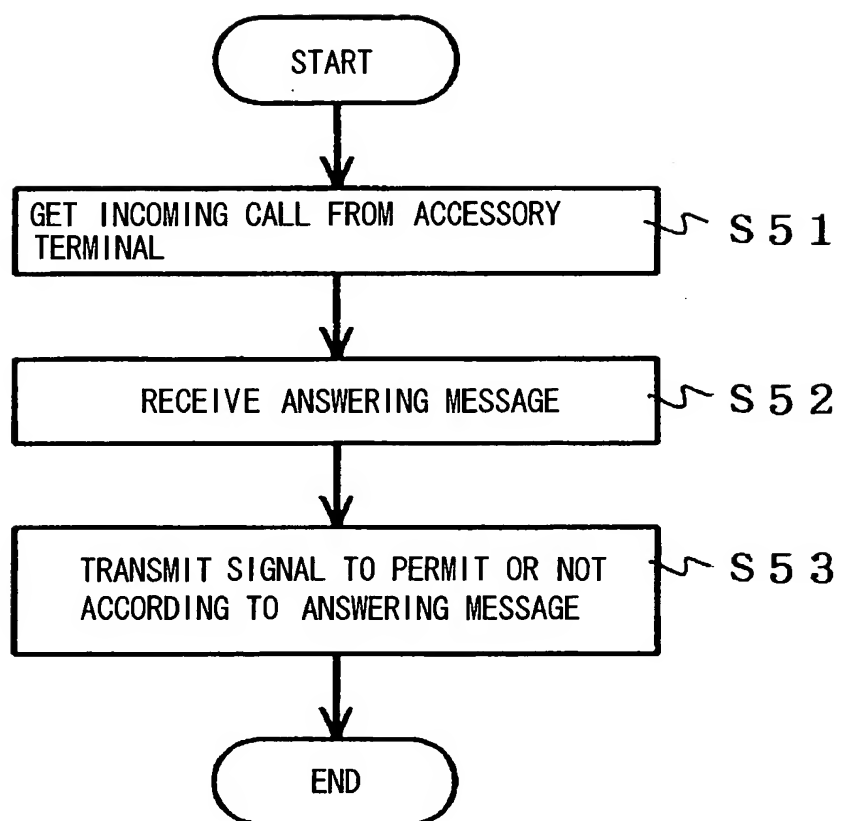 START
GET INCOMING CALL FROM ACCESSORY
TERMINAL
S51
RECEIVE ANSWERING MESSAGE
S52
TRANSMIT SIGNAL TO PERMIT OR NOT
ACCORDING TO ANSWERING MESSAGE
S53
END